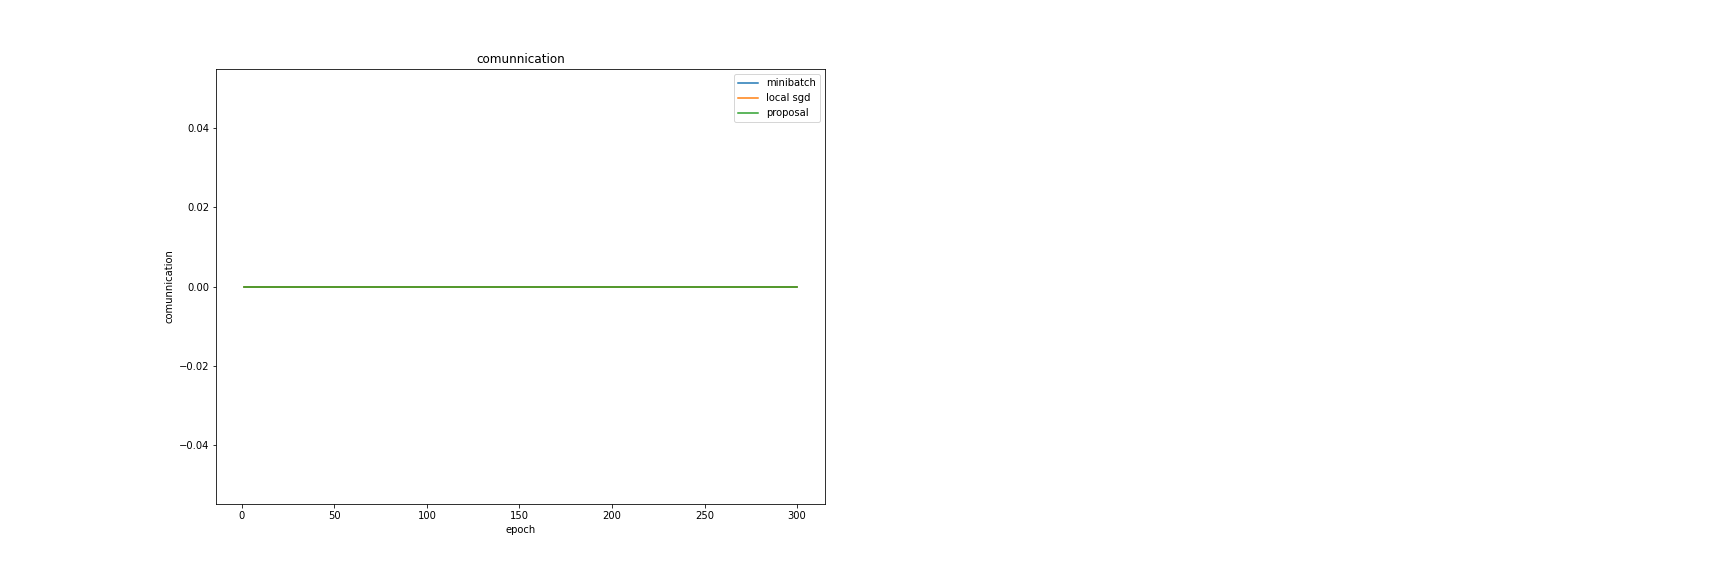 comunnication
minibatch
local sgd
proposal
comunnication
0.04
0.02
0.00
−0.02
−0.04
0 50 100 150 200 250 300
epoch